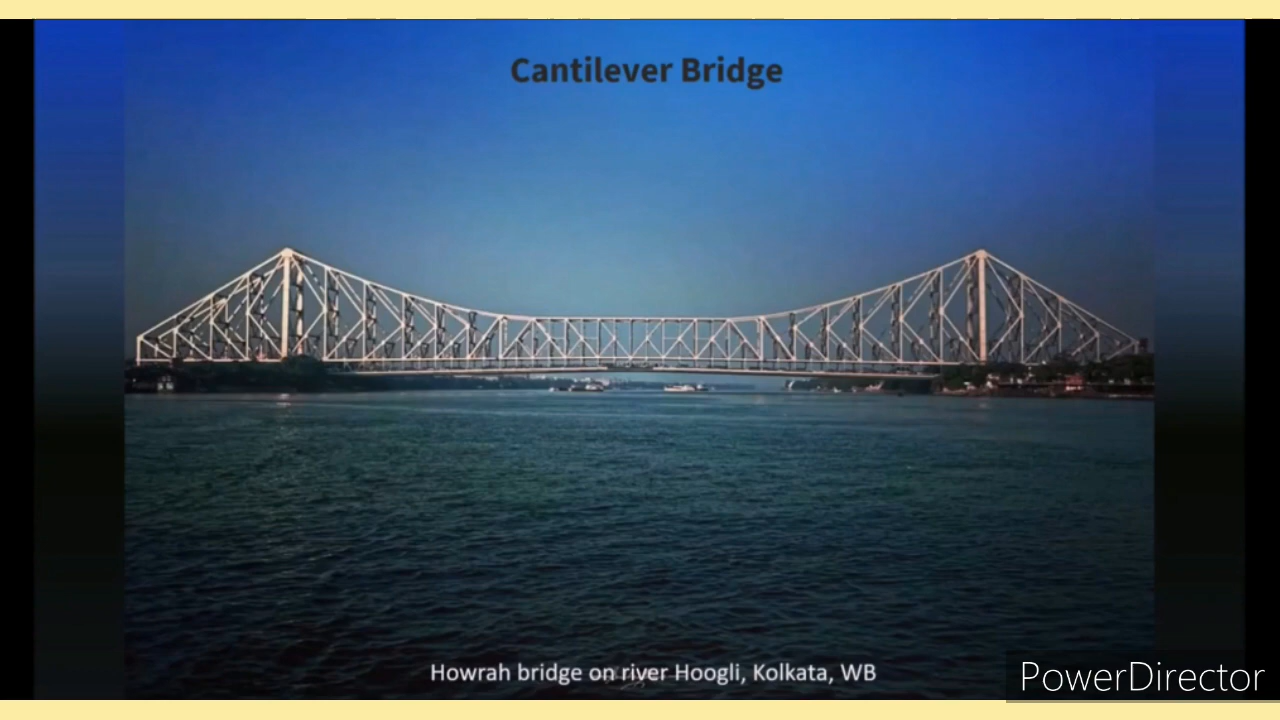 Cantilever Bridge
Howrah bridge on river Hoogli, Kolkata, WB
PowerDirector